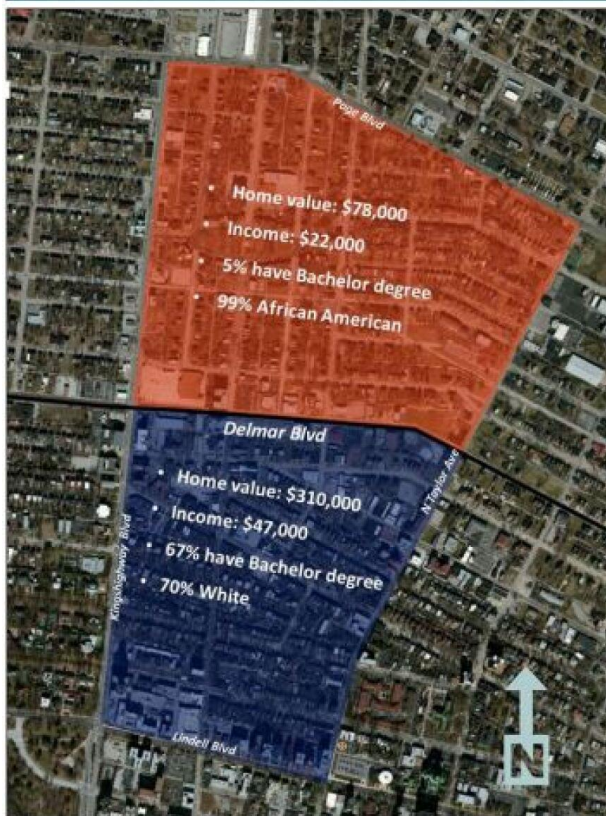 Page Blvd
• Home value: $78,000
• Income: $22,000
• 5% have Bachelor degree
• 99% African American
Delmar Blvd
• Home value: $310,000
• Income: $47,000
• 67% have Bachelor degree
• 70% White
N Taylor Ave
Kingshighway Blvd
Lindell Blvd
N